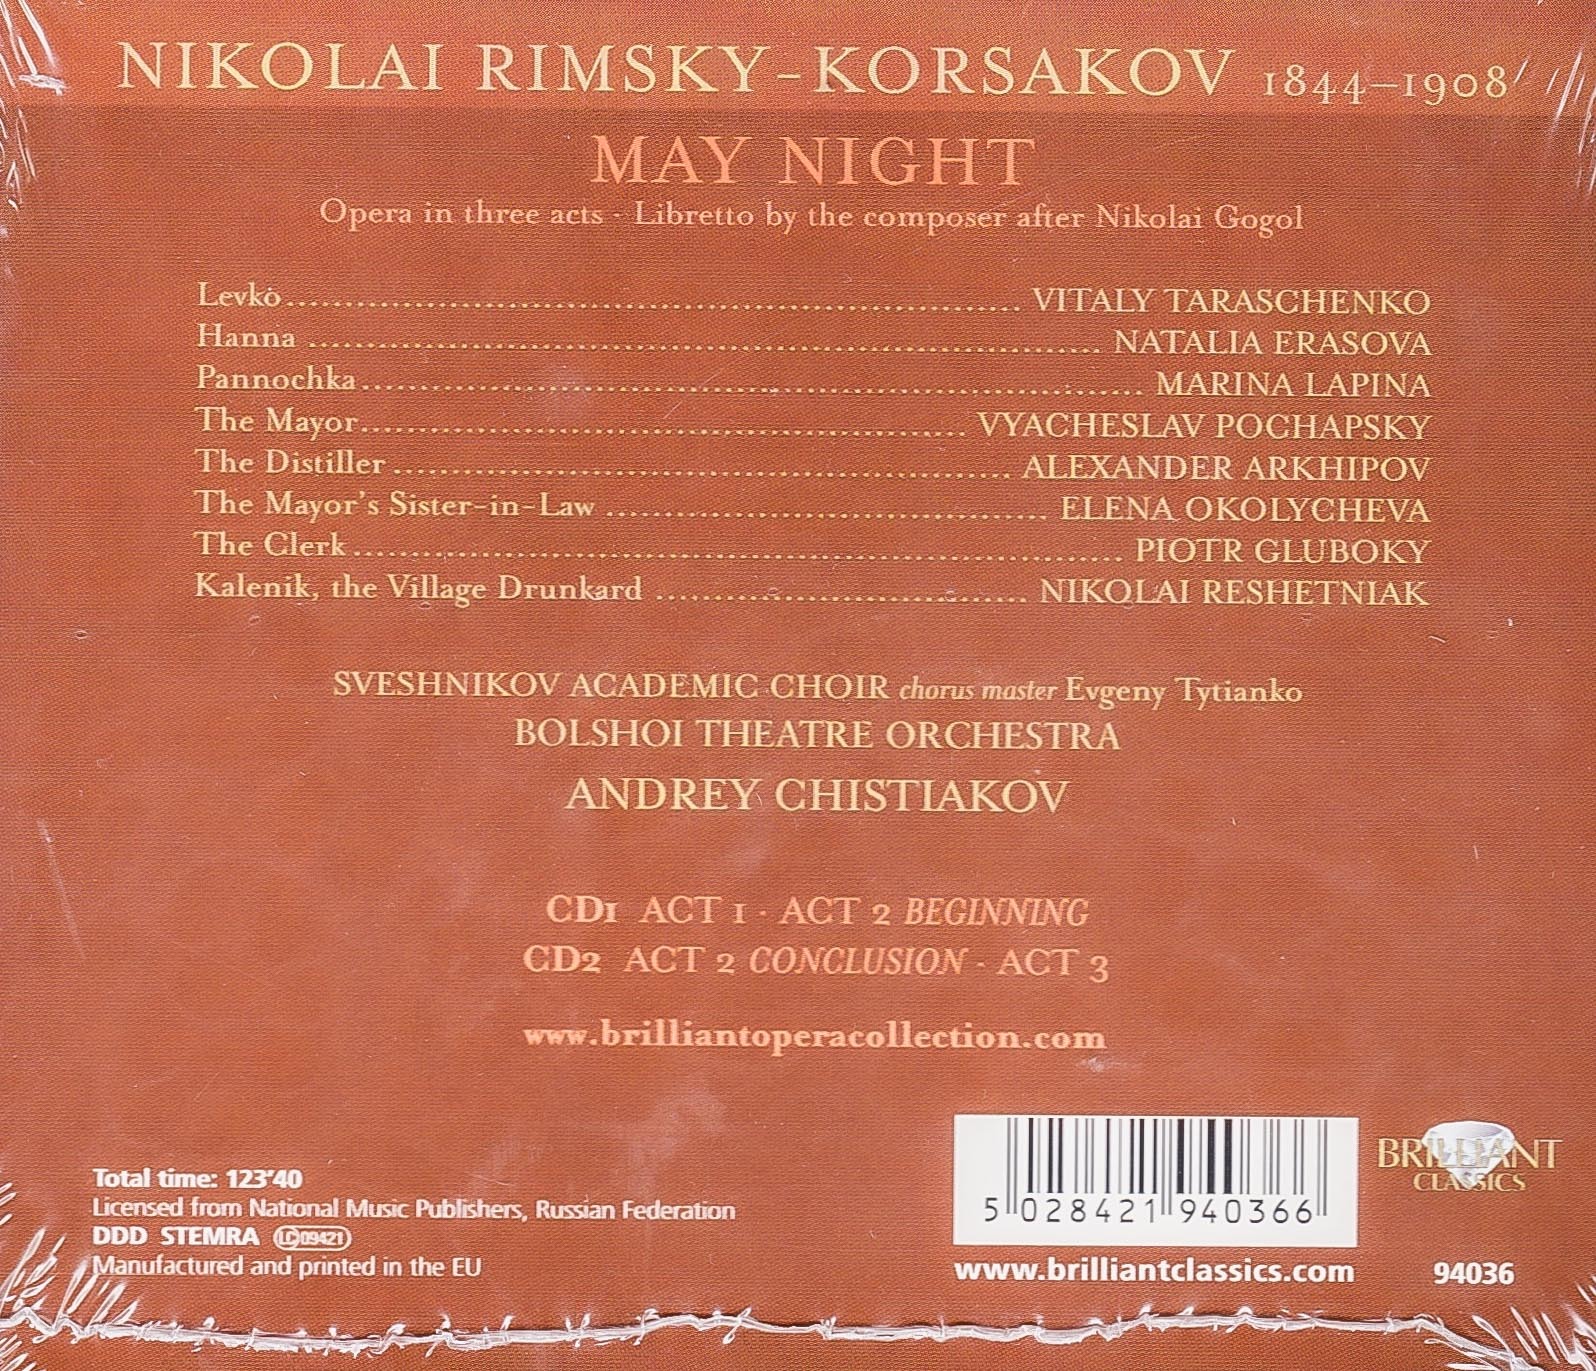 NIKOLAI RIMSKY-KORSAKOV 1844–1908
MAY NIGHT
Opera in three acts · Libretto by the composer after Nikolai Gogol
Levko........................................ VITALY TARASCHENKO
Hanna ........................................ NATALIA ERASOVA
Pannochka........................................ MARINA LAPINA
The Mayor........................................ VYACHESLAV POCHAPSKY
The Distiller ........................................ ALEXANDER ARKHIPOV
The Mayor's Sister-in-Law ........................................ ELENA OKOLYCHEVA
The Clerk........................................ PIOTR GLUBOKY
Kalenik, the Village Drunkard ........................................ NIKOLAI RESHETNIAK
SVESHNIKOV ACADEMIC CHOIR chorus master Evgeny Tytianko
BOLSHOI THEATRE ORCHESTRA
ANDREY CHISTIAKOV
CD1 ACT 1 · ACT 2 BEGINNING
CD2 ACT 2 CONCLUSION · ACT 3
www.brilliantoperacollection.com
Total time: 123'40
Licensed from National Music Publishers, Russian Federation
DDD STEMRA LC 09421
Manufactured and printed in the EU
5 028421 940366
www.brilliantclassics.com
BRILLIANT
CLASSICS
94036